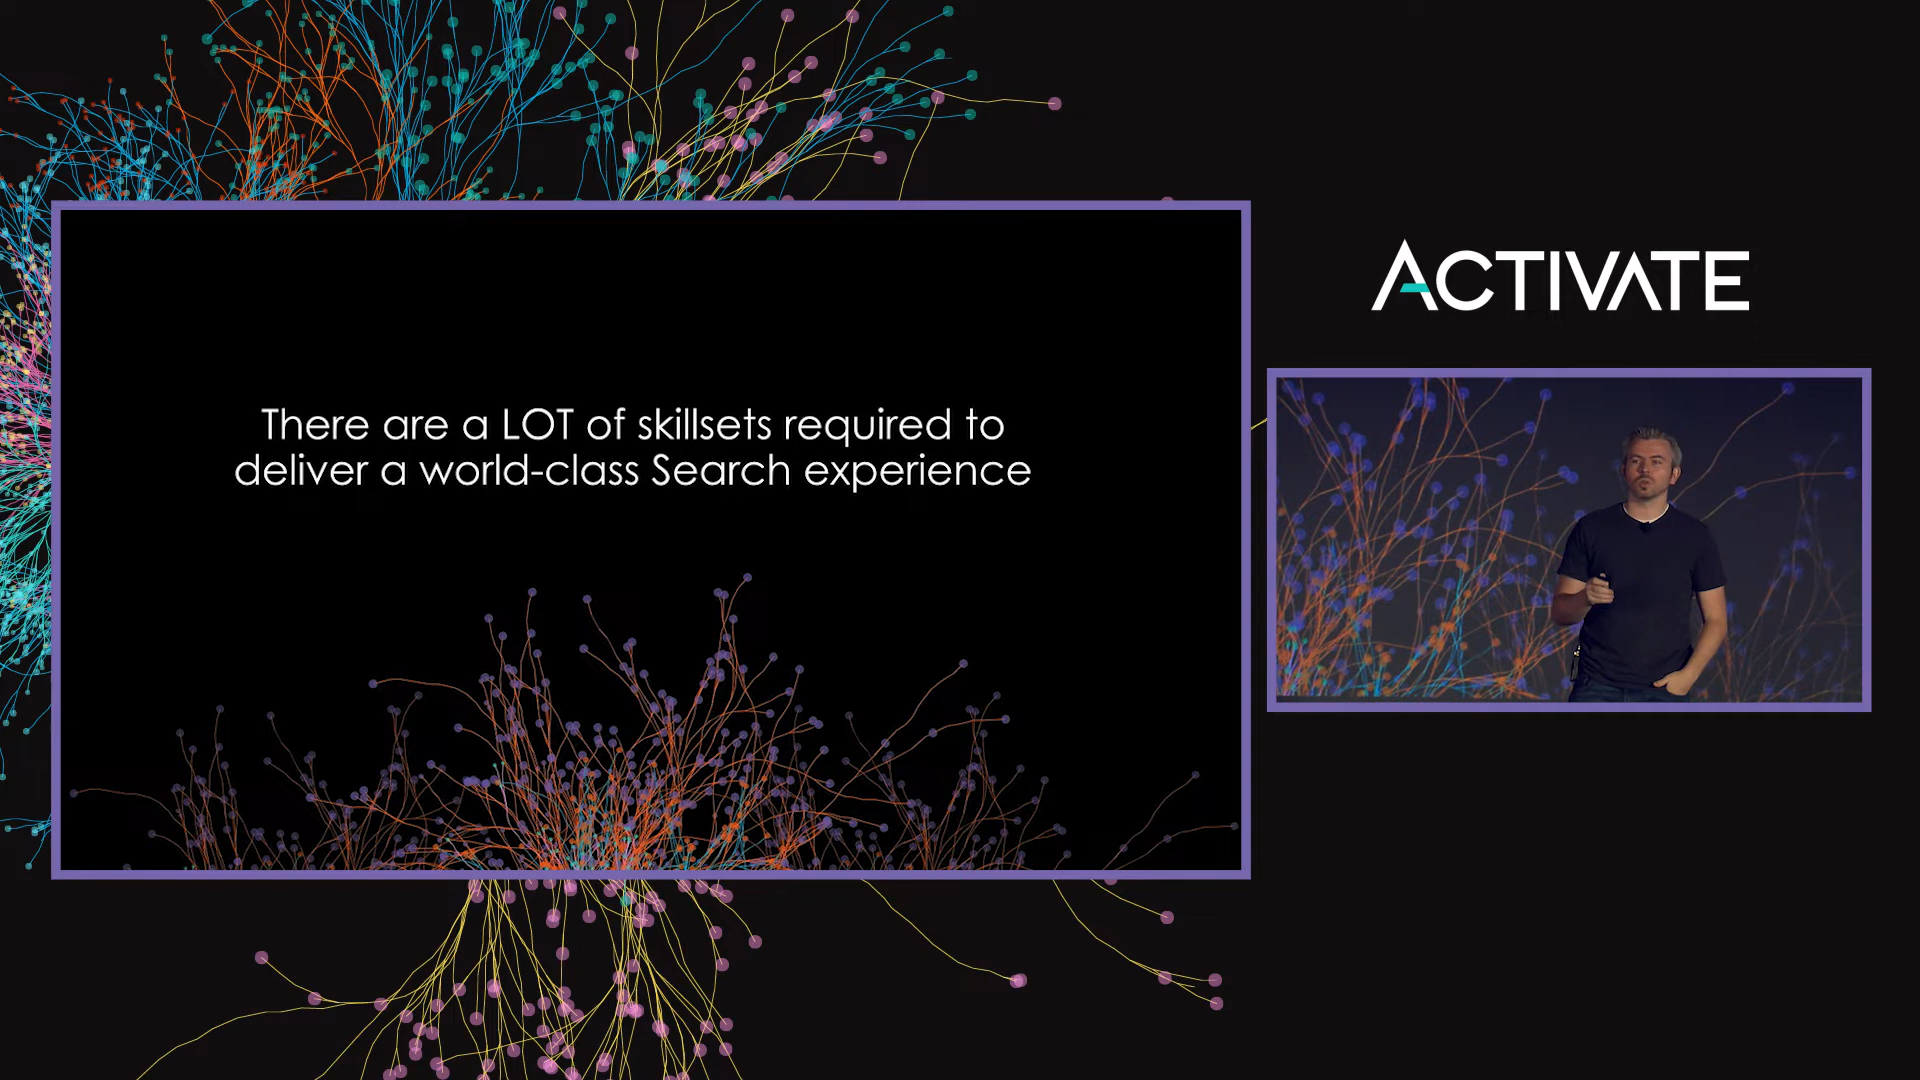 There are a LOT of skillsets required to
deliver a world-class Search experience
ACTIVATE